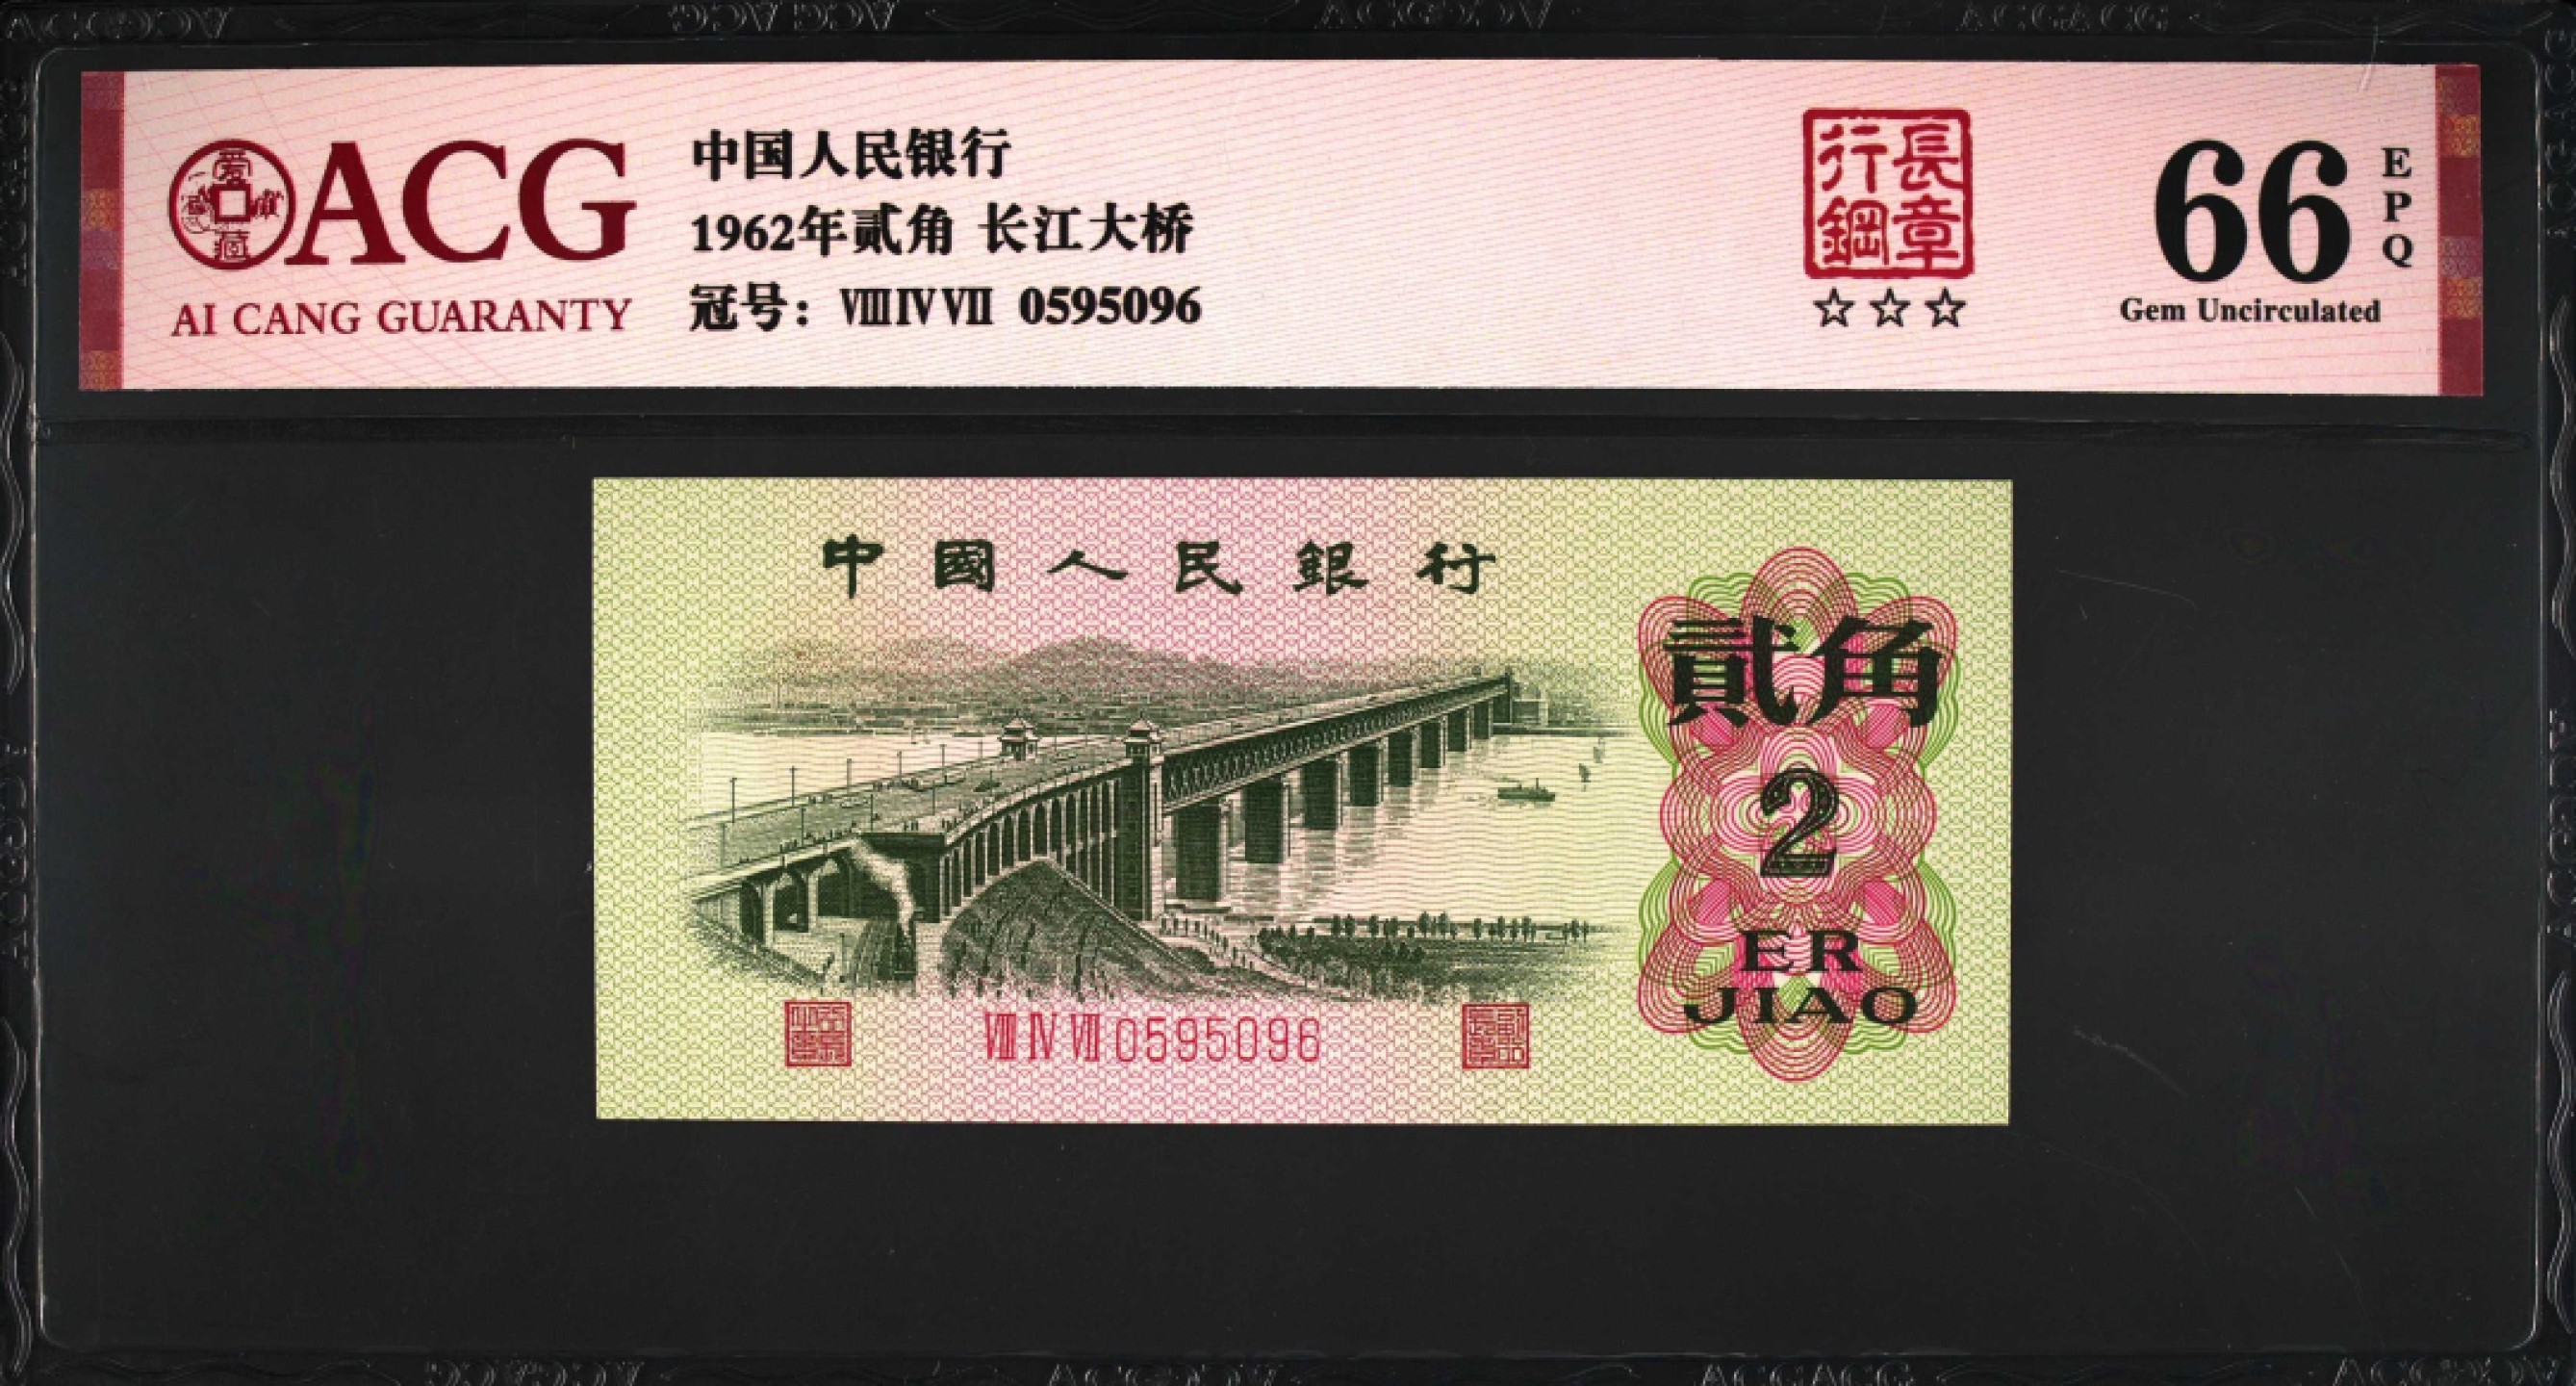 ACG
AI CANG GUARANTY
中国人民银行
1962年贰角 长江大桥
冠号：ⅧⅣⅦ 0595096
行長
鋼章
☆☆☆
66
EPQ
Gem Uncirculated
中國人民銀行
貳角
2
ER
JIAO
ⅧⅣⅦ0595096